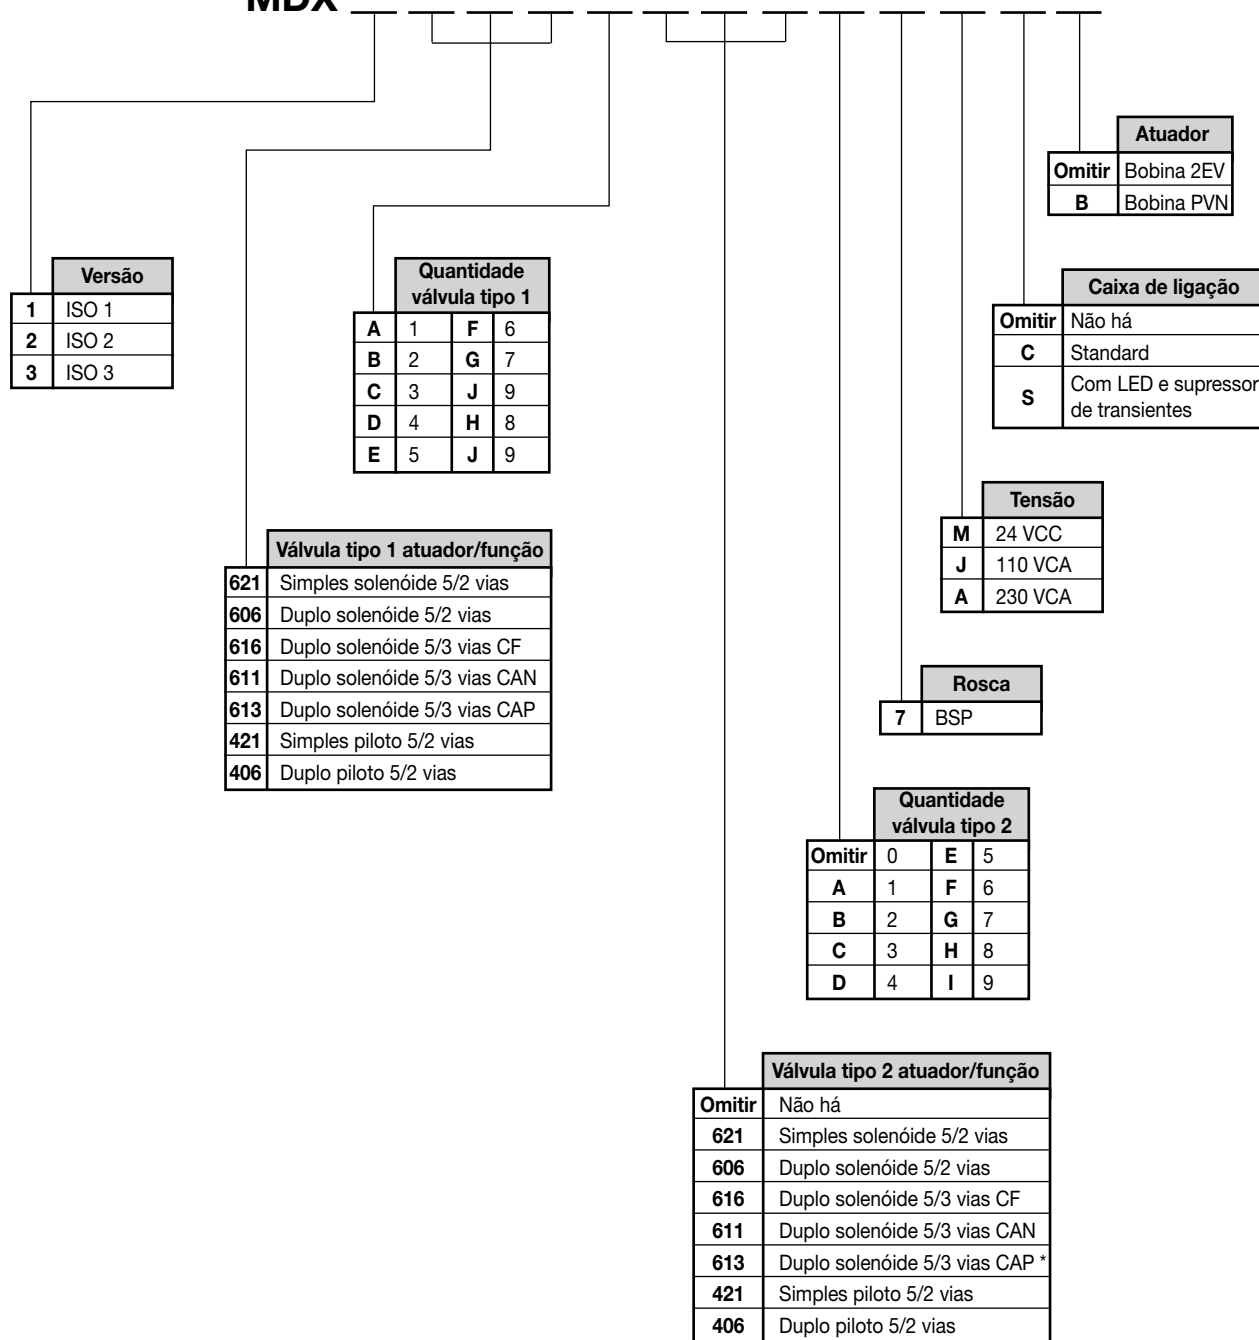 MDX
Atuador
Omitir Bobina 2EV
B Bobina PVN
Versão
1 ISO 1
2 ISO 2
3 ISO 3
Quantidade
válvula tipo 1
A 1 F 6
B 2 G 7
C 3 J 9
D 4 H 8
E 5 J 9
Caixa de ligação
Omitir Não há
C Standard
S Com LED e supressor
de transientes
Tensão
M 24 VCC
J 110 VCA
A 230 VCA
Válvula tipo 1 atuador/função
621 Simples solenóide 5/2 vias
606 Duplo solenóide 5/2 vias
616 Duplo solenóide 5/3 vias CF
611 Duplo solenóide 5/3 vias CAN
613 Duplo solenóide 5/3 vias CAP
421 Simples piloto 5/2 vias
406 Duplo piloto 5/2 vias
Rosca
7 BSP
Quantidade
válvula tipo 2
Omitir 0 E 5
A 1 F 6
B 2 G 7
C 3 H 8
D 4 I 9
Válvula tipo 2 atuador/função
Omitir Não há
621 Simples solenóide 5/2 vias
606 Duplo solenóide 5/2 vias
616 Duplo solenóide 5/3 vias CF
611 Duplo solenóide 5/3 vias CAN
613 Duplo solenóide 5/3 vias CAP *
421 Simples piloto 5/2 vias
406 Duplo piloto 5/2 vias